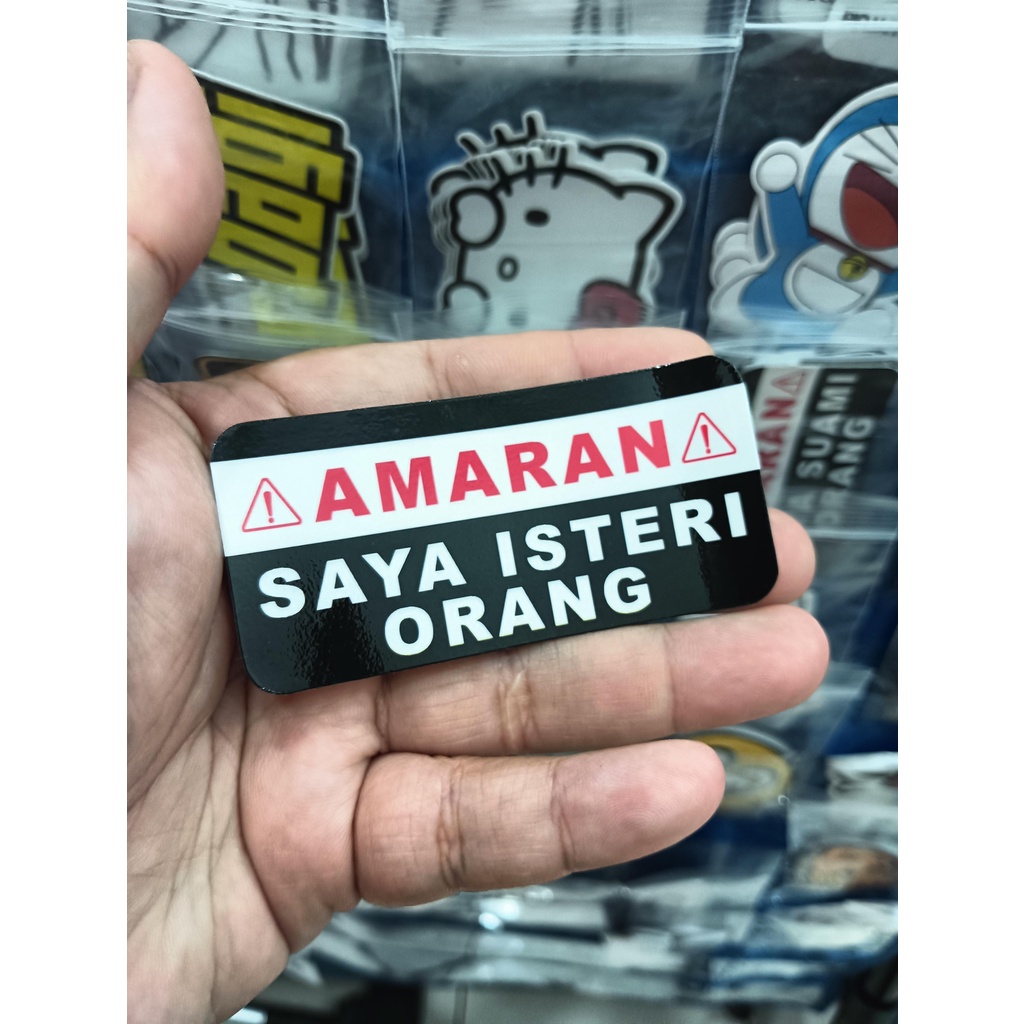 AMARAN
SAYA ISTERI
ORANG
SUAMI
ORANG